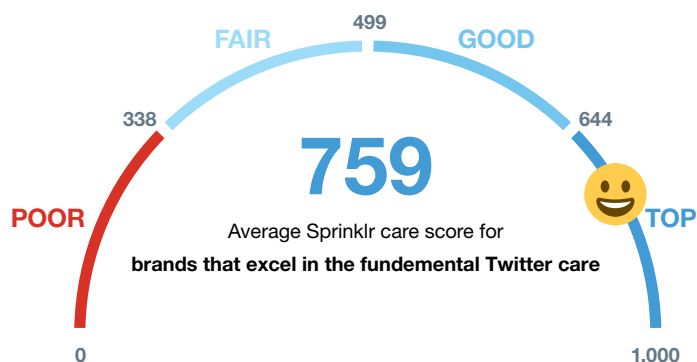 499
FAIR
GOOD
338
644
759
POOR
TOP
Average Sprinklr care score for
brands that excel in the fundemental Twitter care
0
1,000